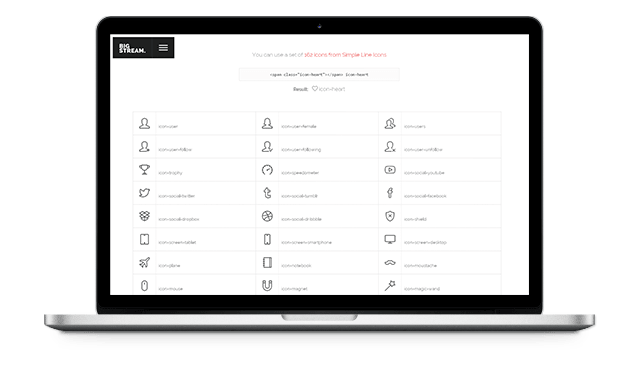 BIG
STREAM.
You can use a set of 162 icons from Simple Line Icons
<span class="icon-heart"></span> icon-heart
Result: icon-heart
icon-user icon-user-female icon-users
icon-user-follow icon-user-following icon-user-unfollow
icon-trophy icon-speedometer icon-social-youtube
icon-social-twitter icon-social-tumblr icon-social-facebook
icon-social-dropbox icon-social-dribbble icon-shield
icon-screen-tablet icon-screen-smartphone icon-screen-desktop
icon-plane icon-notebook icon-moustache
icon-mouse icon-magnet icon-magic-wand